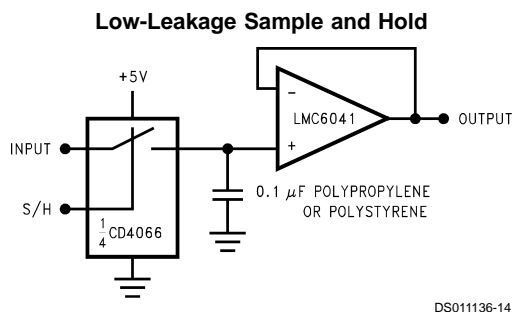 Low-Leakage Sample and Hold
+5V
−
LMC6041
OUTPUT
INPUT
+
0.1 μF POLYPROPYLENE
OR POLYSTYRENE
S/H
1/4 CD4066
DS011136-14